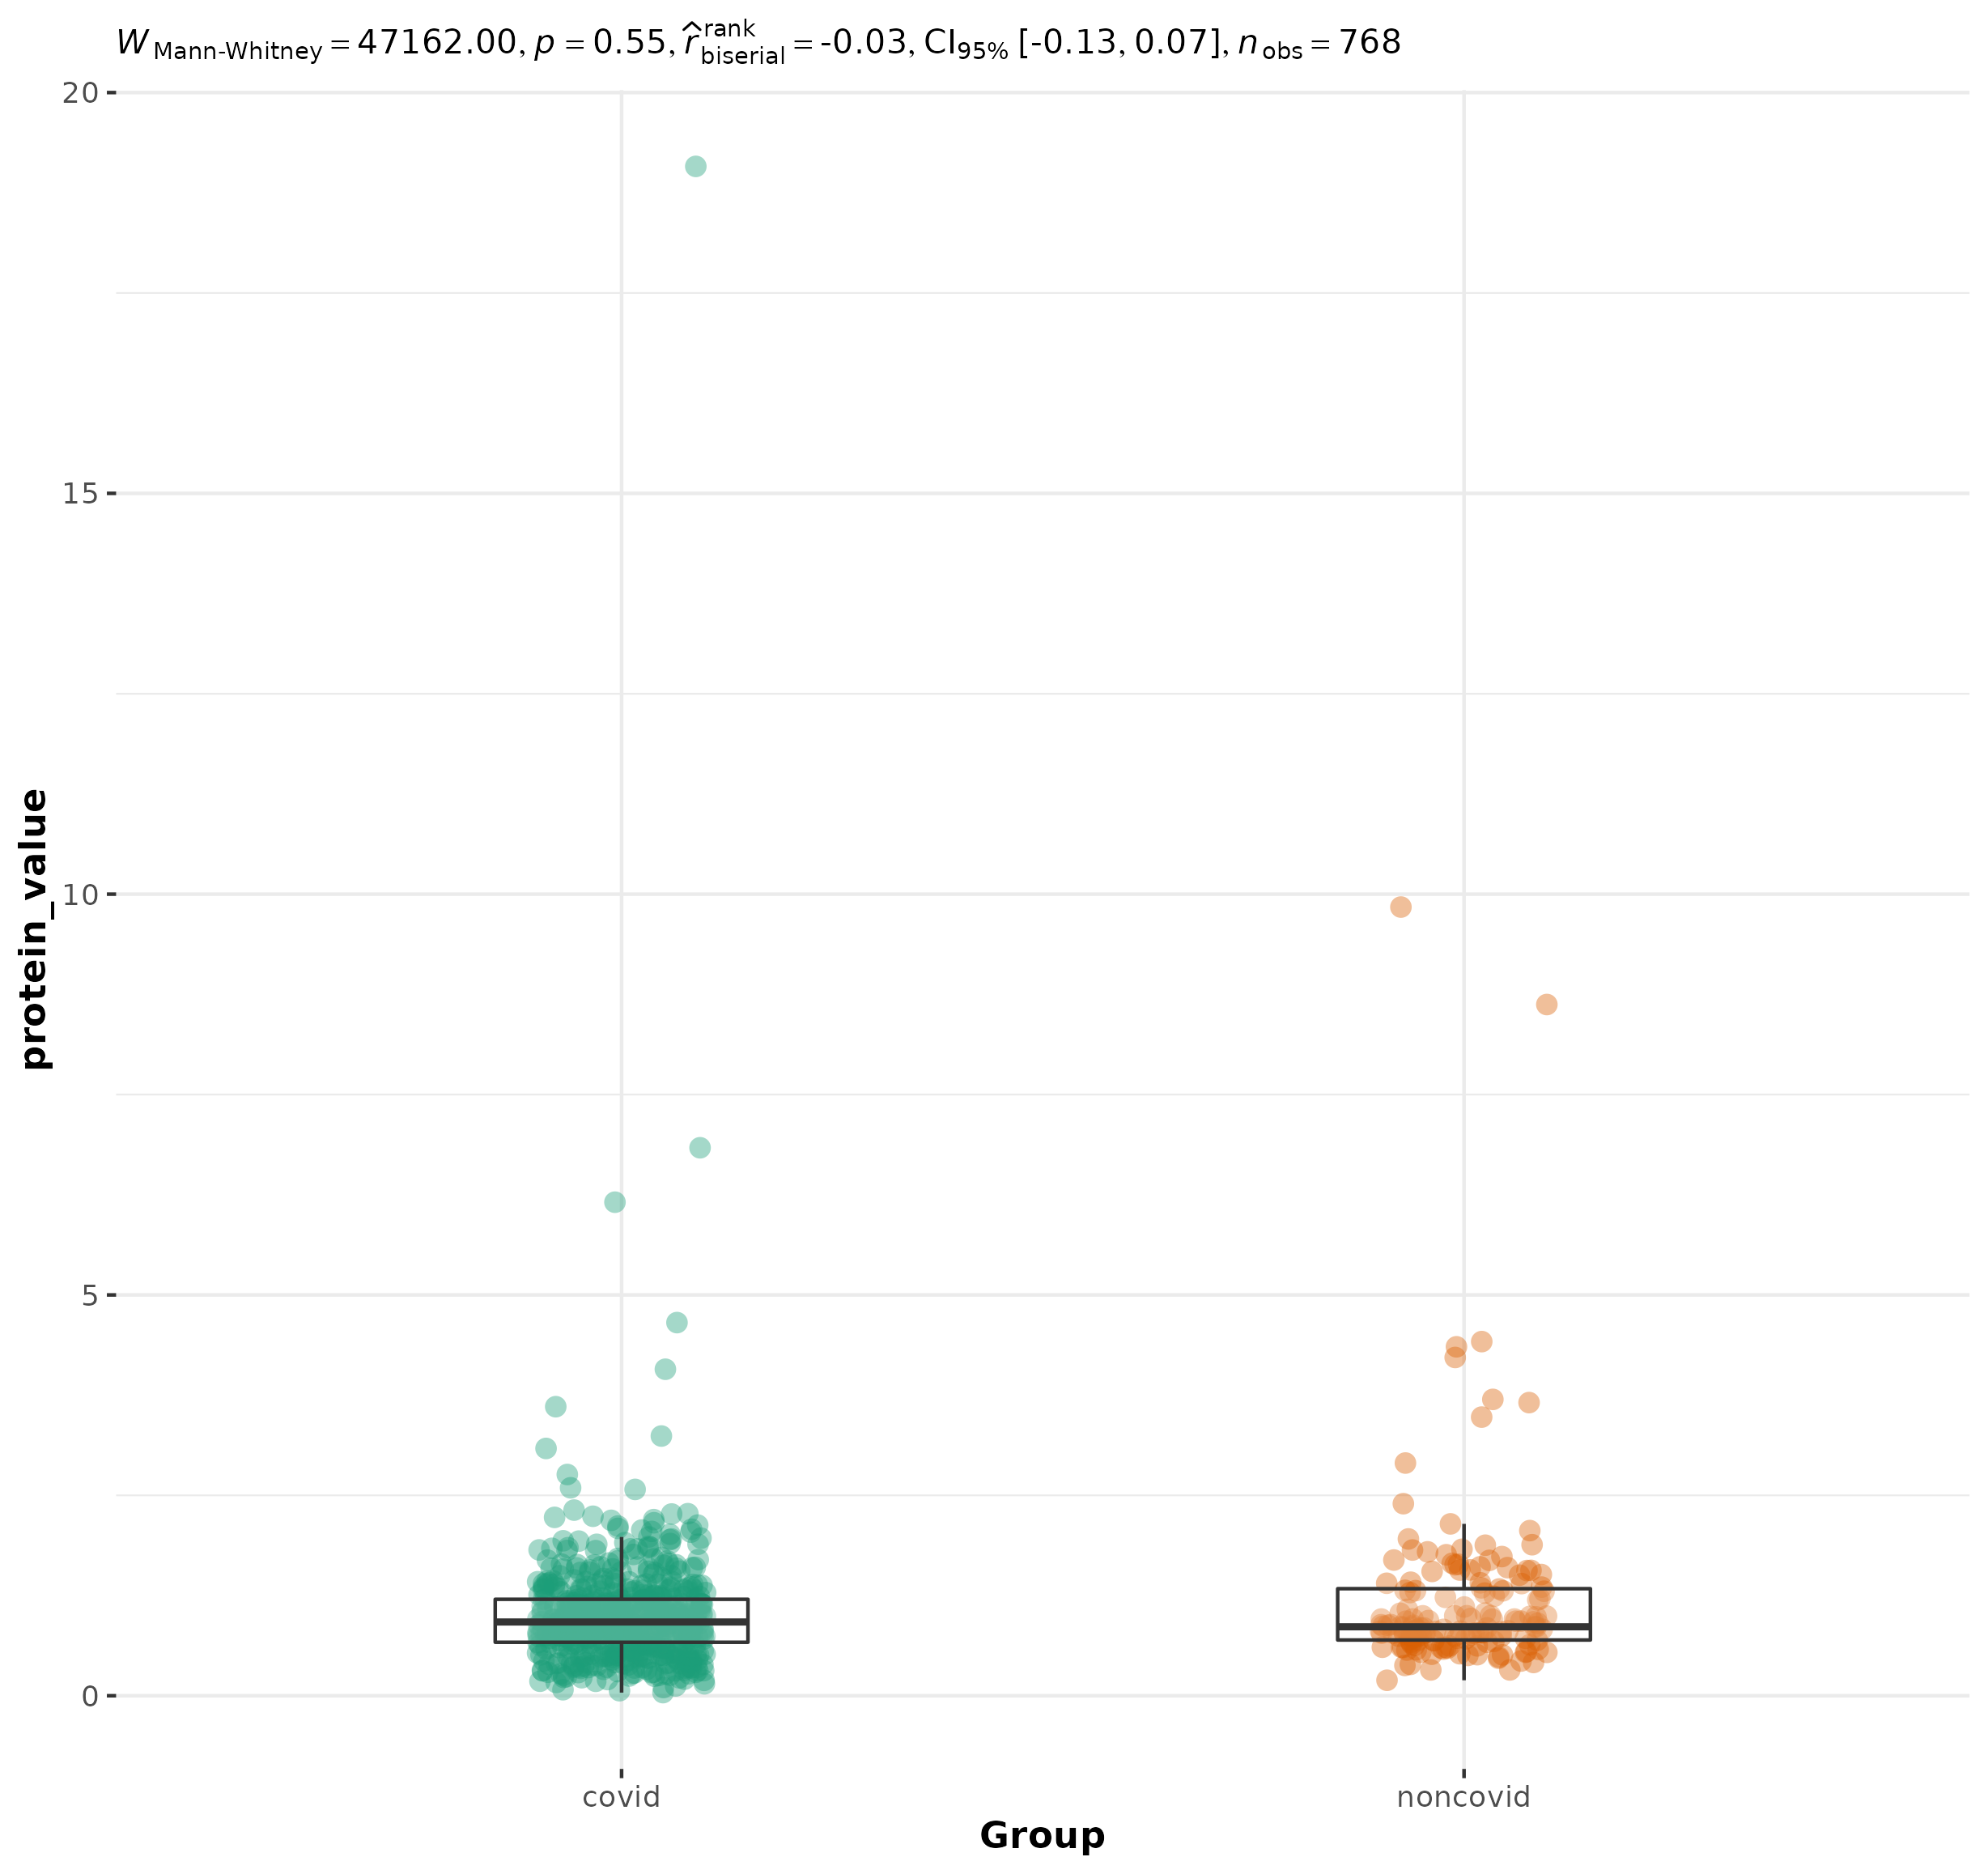 W Mann-Whitney = 47162.00, p = 0.55, r̂ rank biserial = -0.03, CI95% [-0.13, 0.07], n obs = 768
20
15
10
5
0
protein_value
covid noncovid
Group